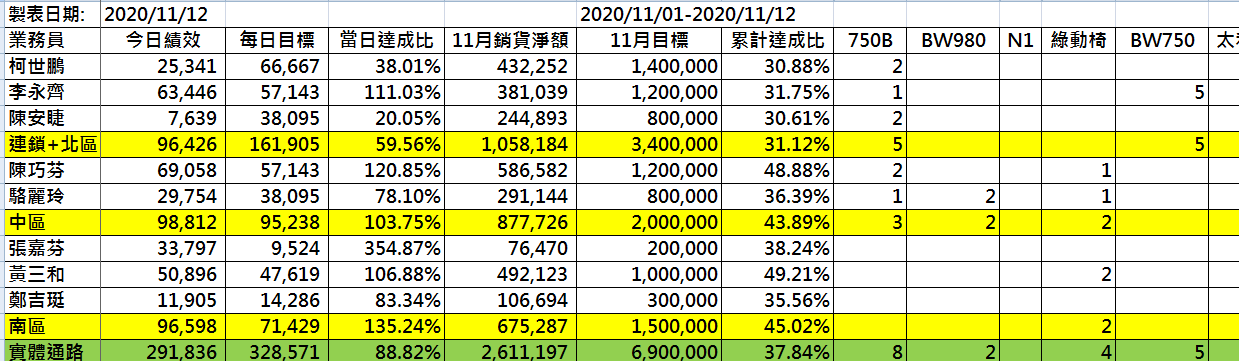 製表日期: 2020/11/12 2020/11/01-2020/11/12
業務員 今日績效 每日目標 當日達成比 11月銷貨淨額 11月目標 累計達成比 750B BW980 N1 綠動椅 BW750
柯世鵬 25,341 66,667 38.01% 432,252 1,400,000 30.88% 2
李永齊 63,446 57,143 111.03% 381,039 1,200,000 31.75% 1 5
陳安睫 7,639 38,095 20.05% 244,893 800,000 30.61% 2
連鎖+北區 96,426 161,905 59.56% 1,058,184 3,400,000 31.12% 5 5
陳巧芬 69,058 57,143 120.85% 586,582 1,200,000 48.88% 2 1
駱麗玲 29,754 38,095 78.10% 291,144 800,000 36.39% 1 2 1
中區 98,812 95,238 103.75% 877,726 2,000,000 43.89% 3 2 2
張嘉芬 33,797 9,524 354.87% 76,470 200,000 38.24%
黃三和 50,896 47,619 106.88% 492,123 1,000,000 49.21% 2
鄭吉珽 11,905 14,286 83.34% 106,694 300,000 35.56%
南區 96,598 71,429 135.24% 675,287 1,500,000 45.02% 2
實體通路 291,836 328,571 88.82% 2,611,197 6,900,000 37.84% 8 2 4 5